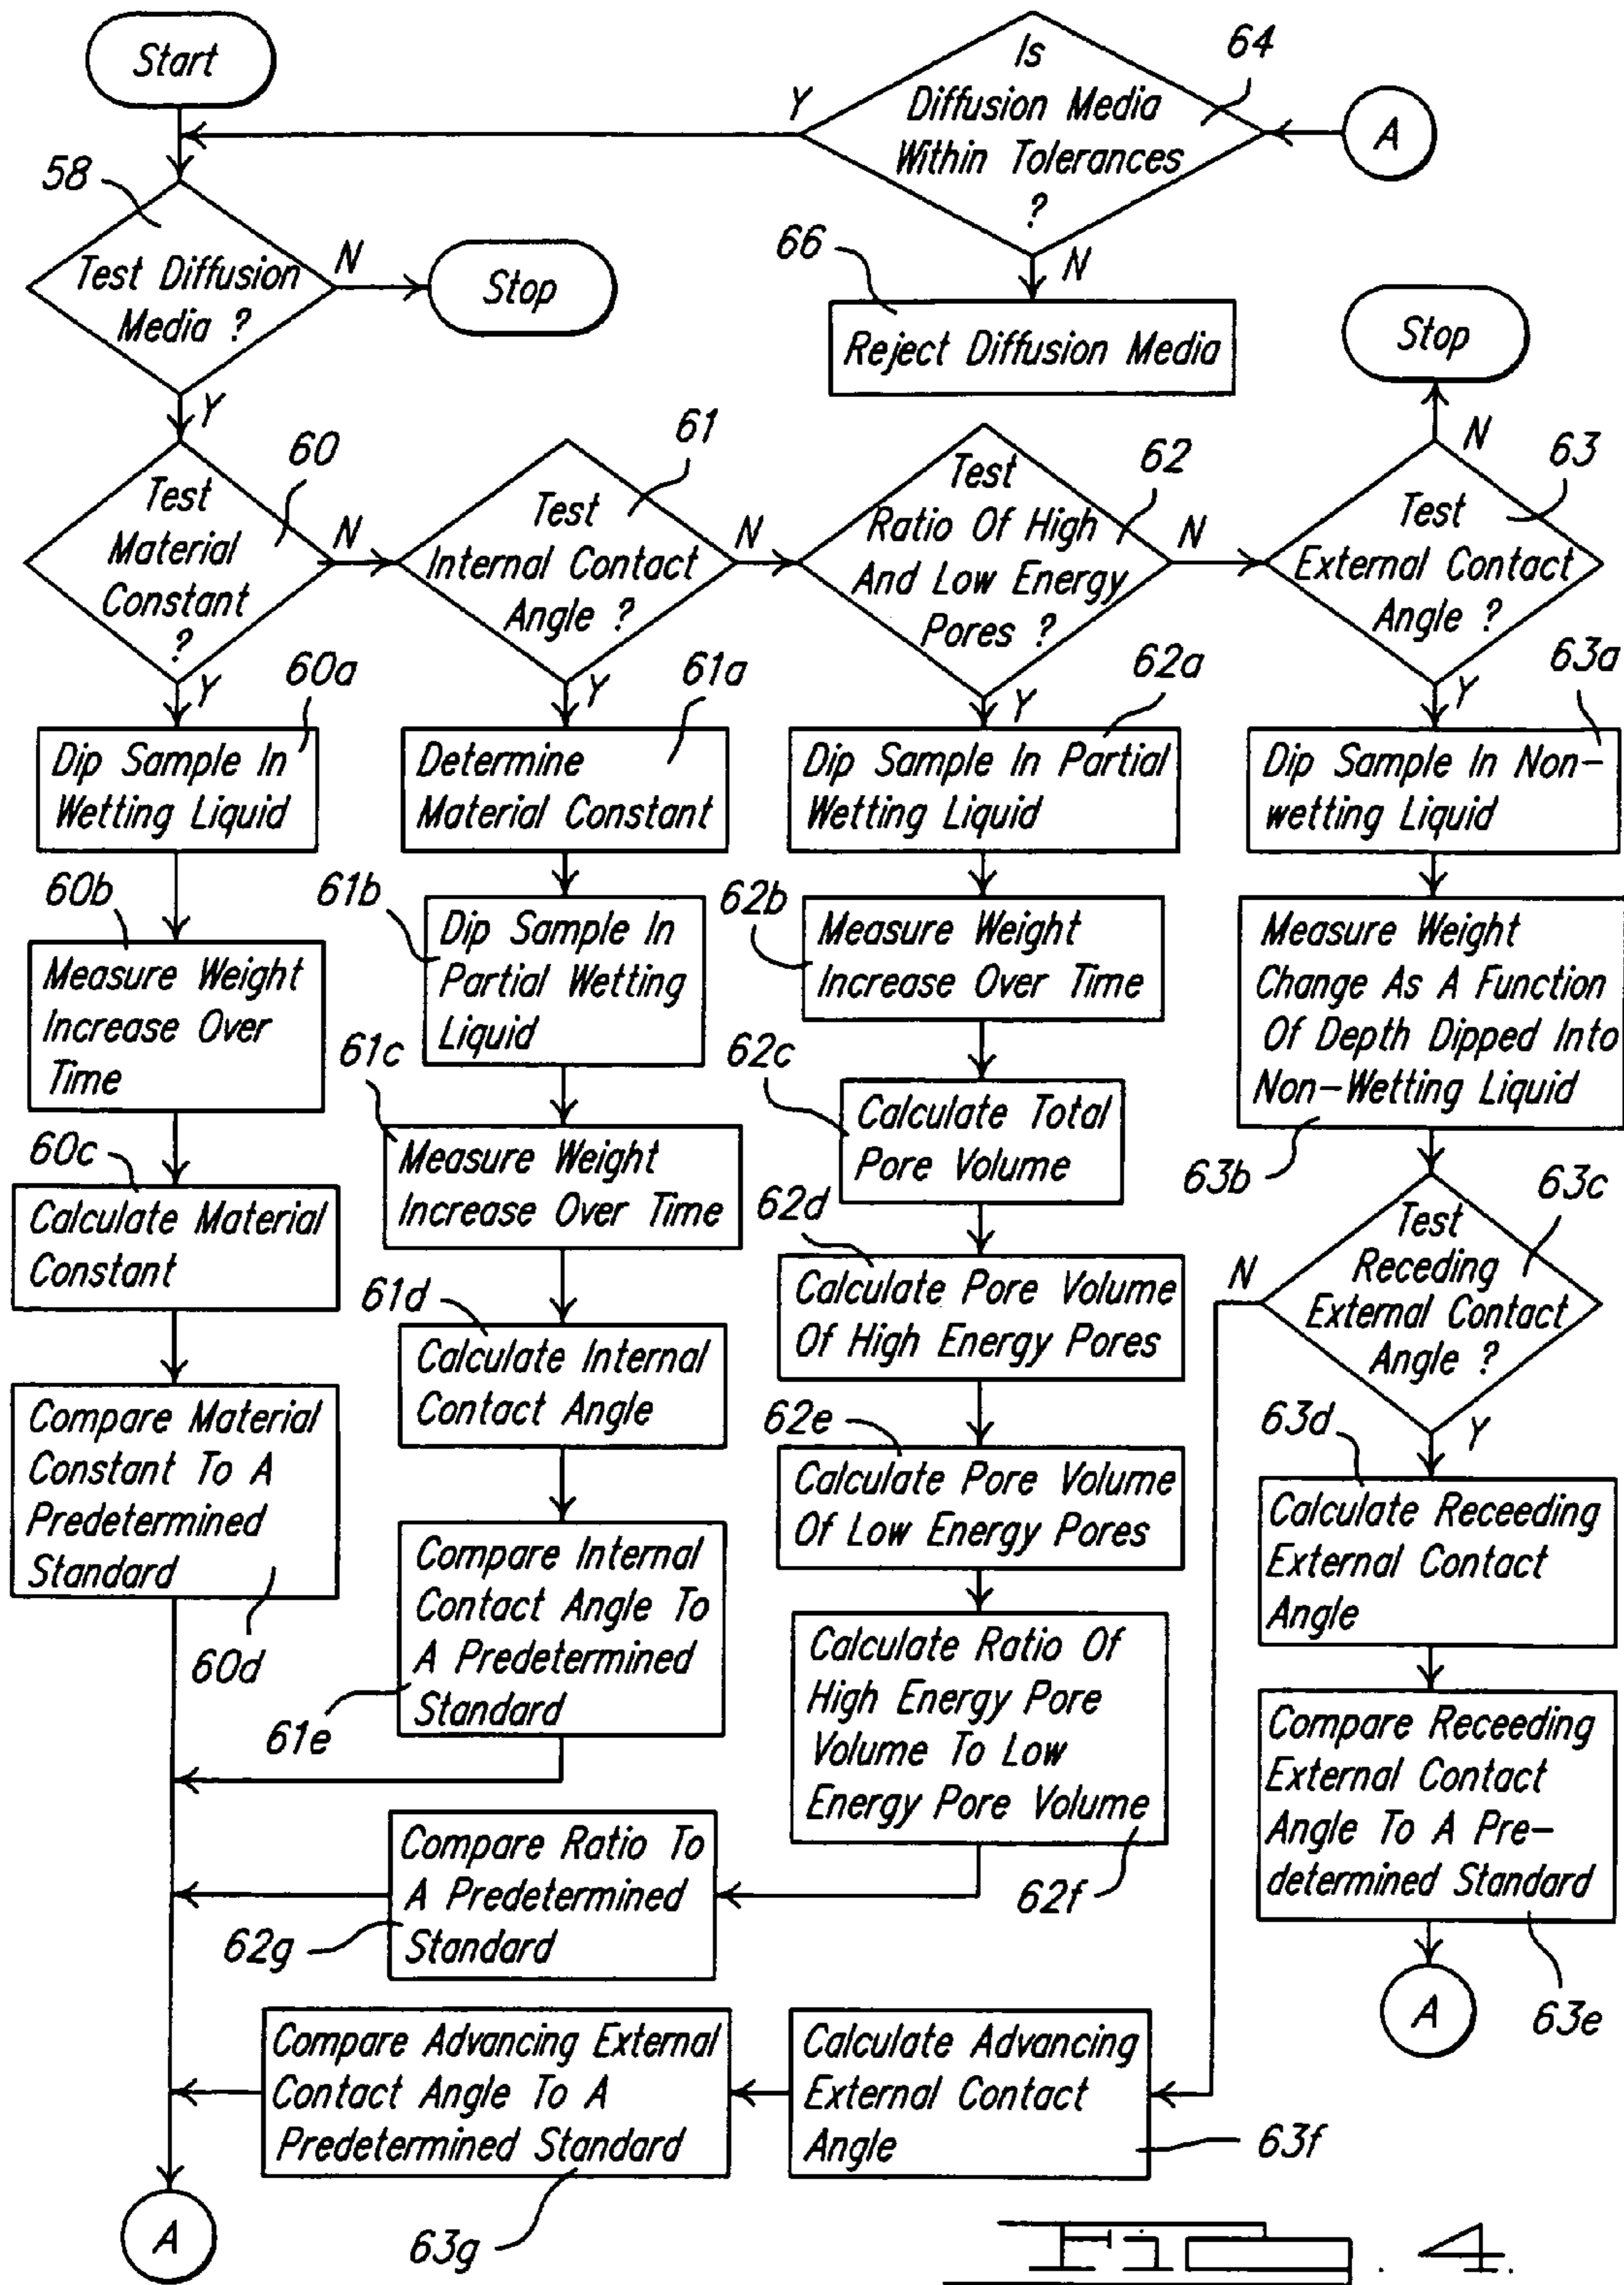 Start
Is
Diffusion Media
Within Tolerances
?
64
Y
A
58
Test Diffusion
Media ?
N
Stop
N
66
Reject Diffusion Media
Stop
Y
60
Test
Material
Constant
?
N
61
Test
Internal Contact
Angle ?
N
62
Test
Ratio Of High
And Low Energy
Pores ?
N
N
63
Test
External Contact
Angle ?
Y
60a
Dip Sample In
Wetting Liquid
60b
Measure Weight
Increase Over
Time
60c
Calculate Material
Constant
Compare Material
Constant To A
Predetermined
Standard
60d
Y
61a
Determine
Material Constant
61b
Dip Sample In
Partial Wetting
Liquid
61c
Measure Weight
Increase Over Time
61d
Calculate Internal
Contact Angle
Compare Internal
Contact Angle To
A Predetermined
Standard
61e
Y
62a
Dip Sample In Partial
Wetting Liquid
62b
Measure Weight
Increase Over Time
62c
Calculate Total
Pore Volume
62d
Calculate Pore Volume
Of High Energy Pores
62e
Calculate Pore Volume
Of Low Energy Pores
Calculate Ratio Of
High Energy Pore
Volume To Low
Energy Pore Volume
62f
Compare Ratio To
A Predetermined
Standard
62g
Y
63a
Dip Sample In Non-
wetting Liquid
Measure Weight
Change As A Function
Of Depth Dipped Into
Non-Wetting Liquid
63b
63c
Test
Receding
External Contact
Angle ?
N
Y
63d
Calculate Receeding
External Contact
Angle
Compare Receeding
External Contact
Angle To A Pre-
determined Standard
63e
A
Calculate Advancing
External Contact
Angle
63f
Compare Advancing External
Contact Angle To A
Predetermined Standard
63g
A
FIG. 4.